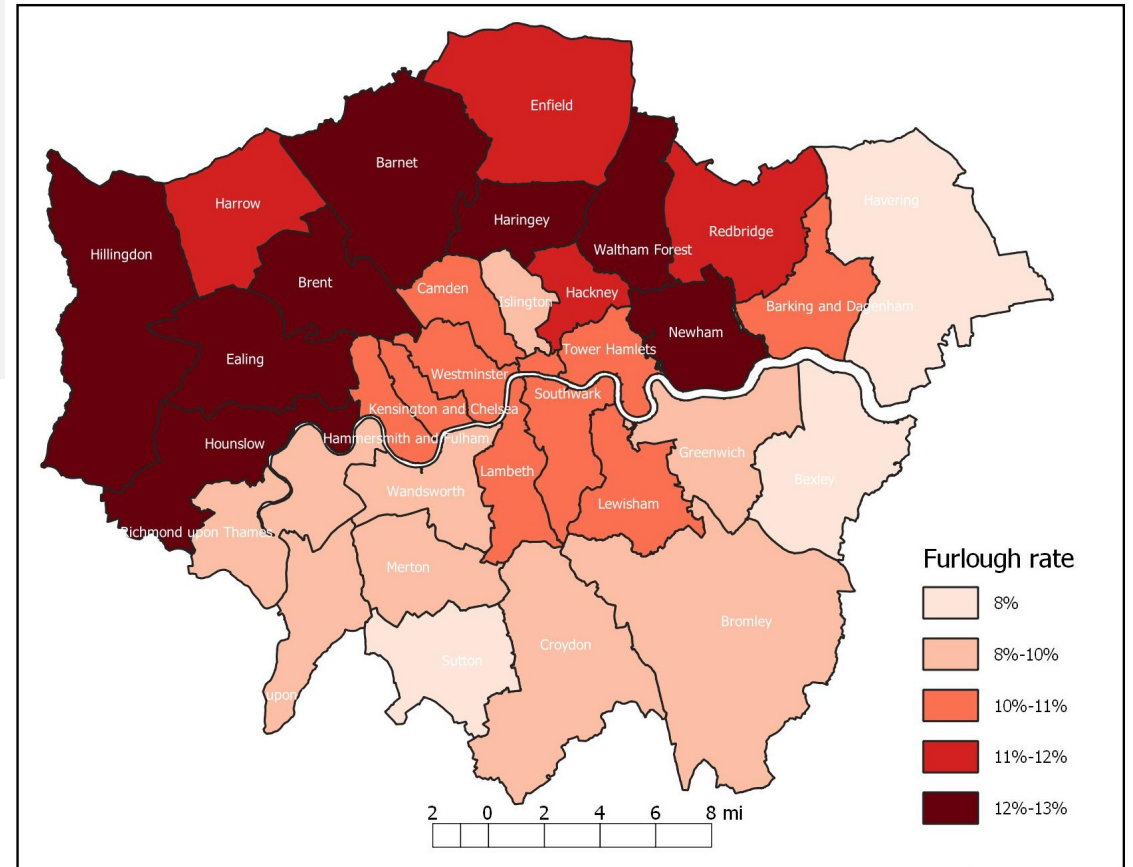 Enfield
Barnet
Harrow
Haringey
Havering
Redbridge
Waltham Forest
Hillingdon
Brent
Camden
Islington
Hackney
Barking and Dagenham
Newham
Ealing
Tower Hamlets
Westminster
Southwark
Kensington and Chelsea
Hounslow
Hammersmith and Fulham
Greenwich
Lambeth
Bexley
Wandsworth
Lewisham
Richmond upon Thames
Merton
Bromley
Croydon
Sutton
upon
Furlough rate
8%
8%-10%
10%-11%
11%-12%
12%-13%
2 0 2 4 6 8 mi